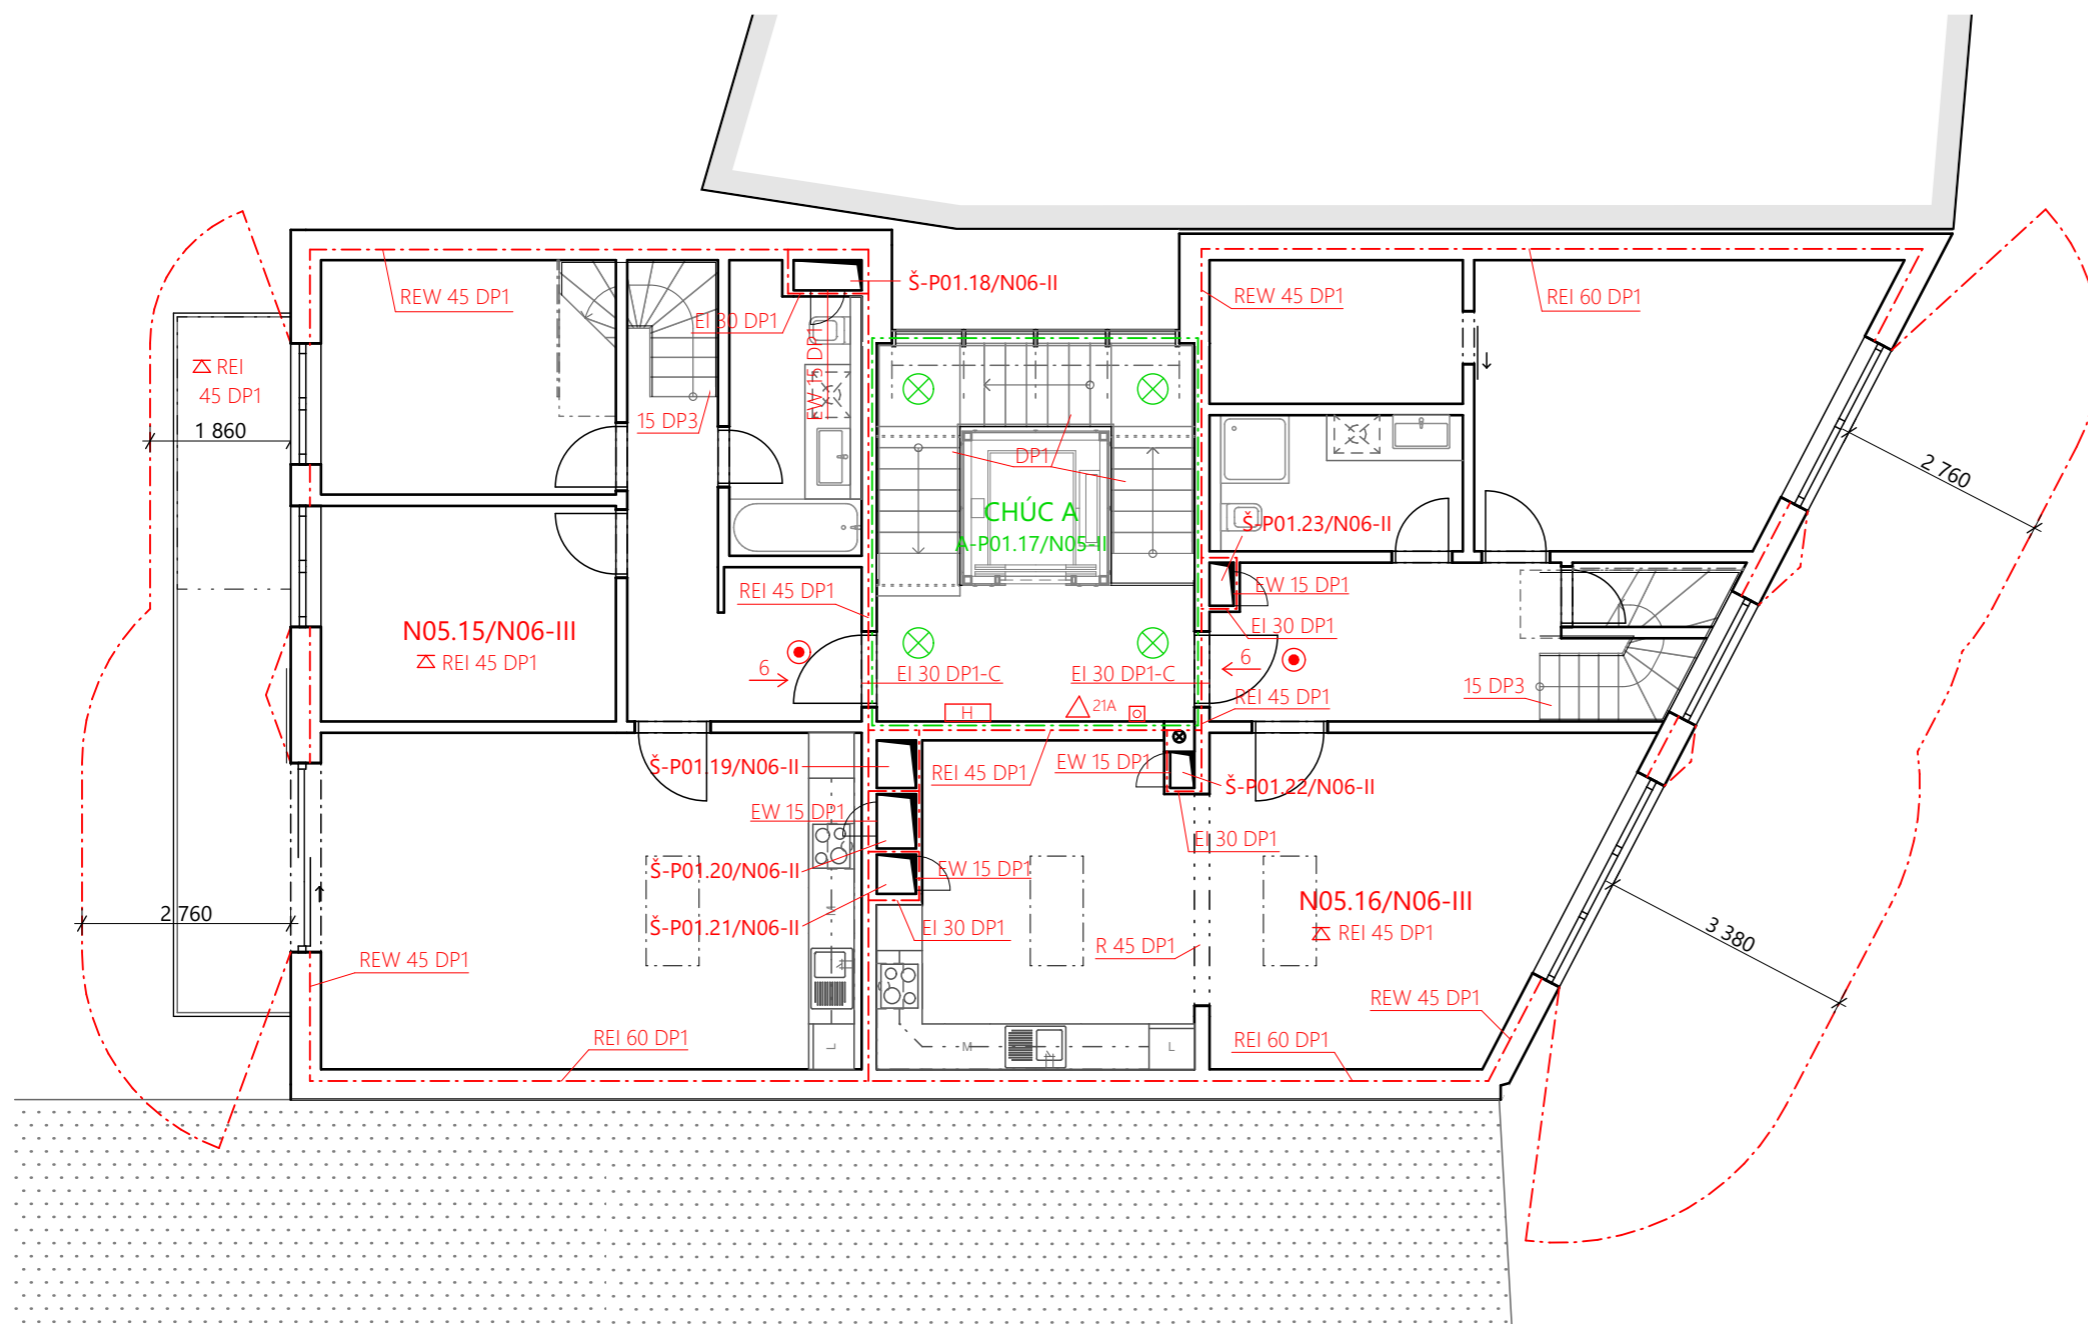 Š-P01.18/N06-II
REW 45 DP1
REW 45 DP1
REI 60 DP1
EI 30 DP1
EW 15 DP1
REI
45 DP1
15 DP3
1 860
DP1
2 760
CHÚC A
A-P01.17/N05-II
Š-P01.23/N06-II
REI 45 DP1
EW 15 DP1
EI 30 DP1
N05.15/N06-III
REI 45 DP1
6
EI 30 DP1-C
EI 30 DP1-C
6
15 DP3
REI 45 DP1
H
21A
Š-P01.19/N06-II
REI 45 DP1
EW 15 DP1
Š-P01.22/N06-II
EW 15 DP1
EI 30 DP1
Š-P01.20/N06-II
EW 15 DP1
N05.16/N06-III
REI 45 DP1
2 760
Š-P01.21/N06-II
EI 30 DP1
R 45 DP1
3 380
REW 45 DP1
REW 45 DP1
REI 60 DP1
REI 60 DP1
M
L
L